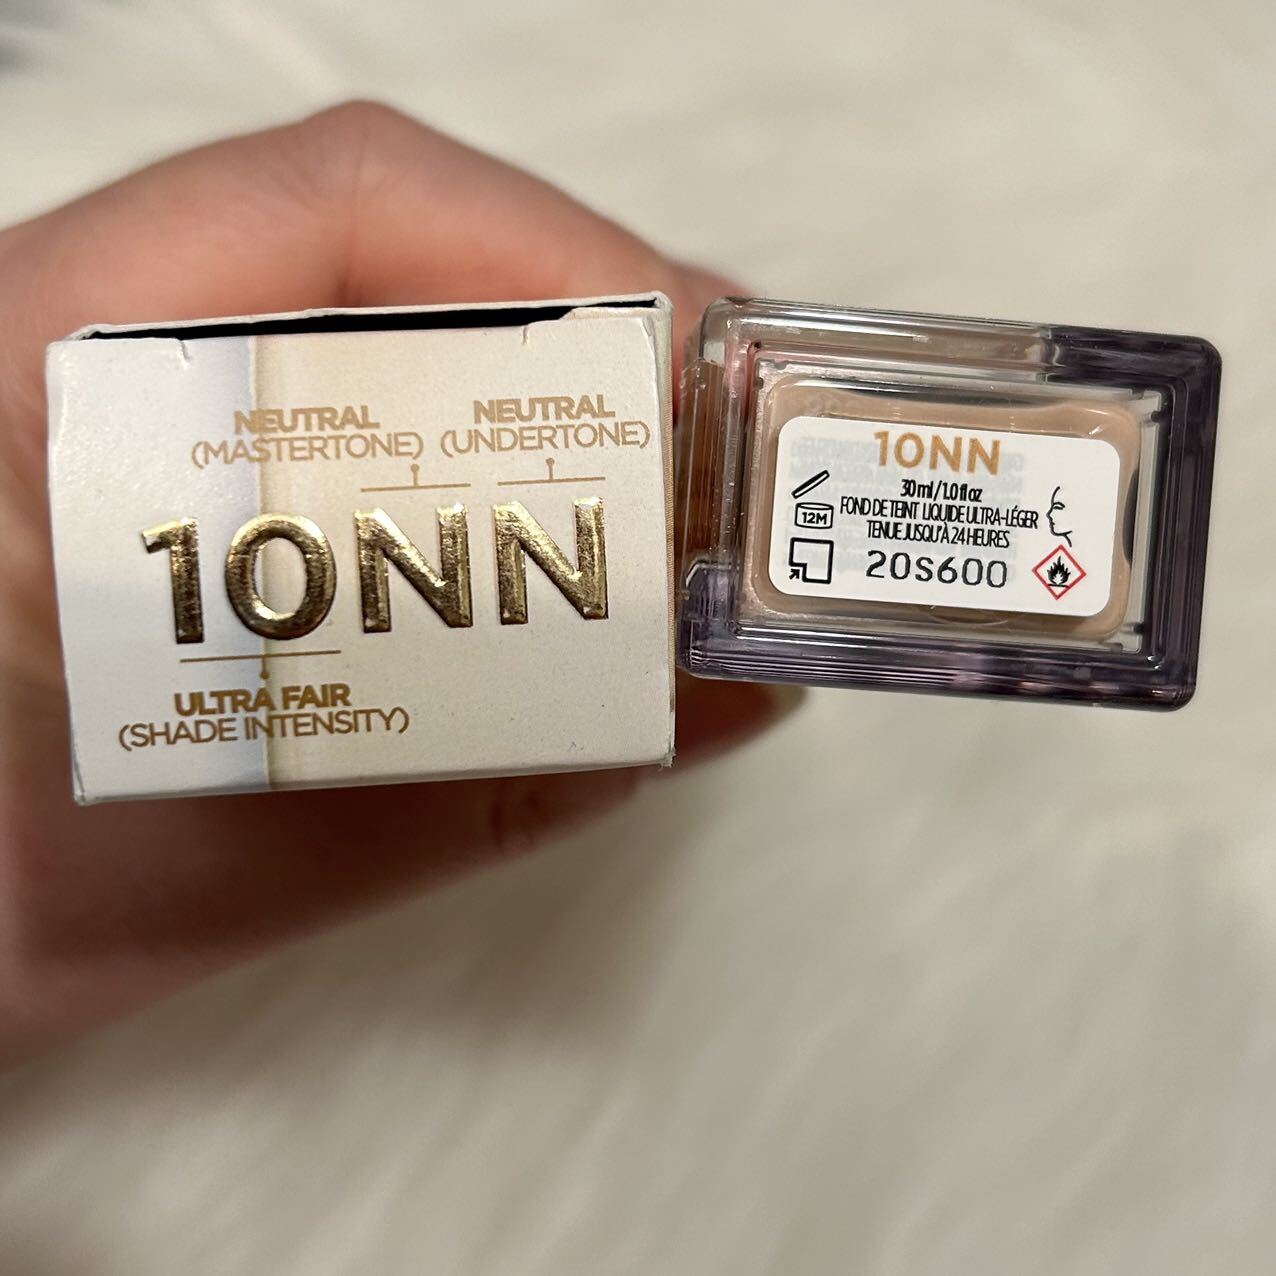 NEUTRAL NEUTRAL
(MASTERTONE) (UNDERTONE)
10NN
ULTRA FAIR
(SHADE INTENSITY)
10NN
30 ml/1.0 fl oz
12M
FOND DE TEINT LIQUIDE ULTRA-LÉGER
TENUE JUSQU'À 24 HEURES
20S600